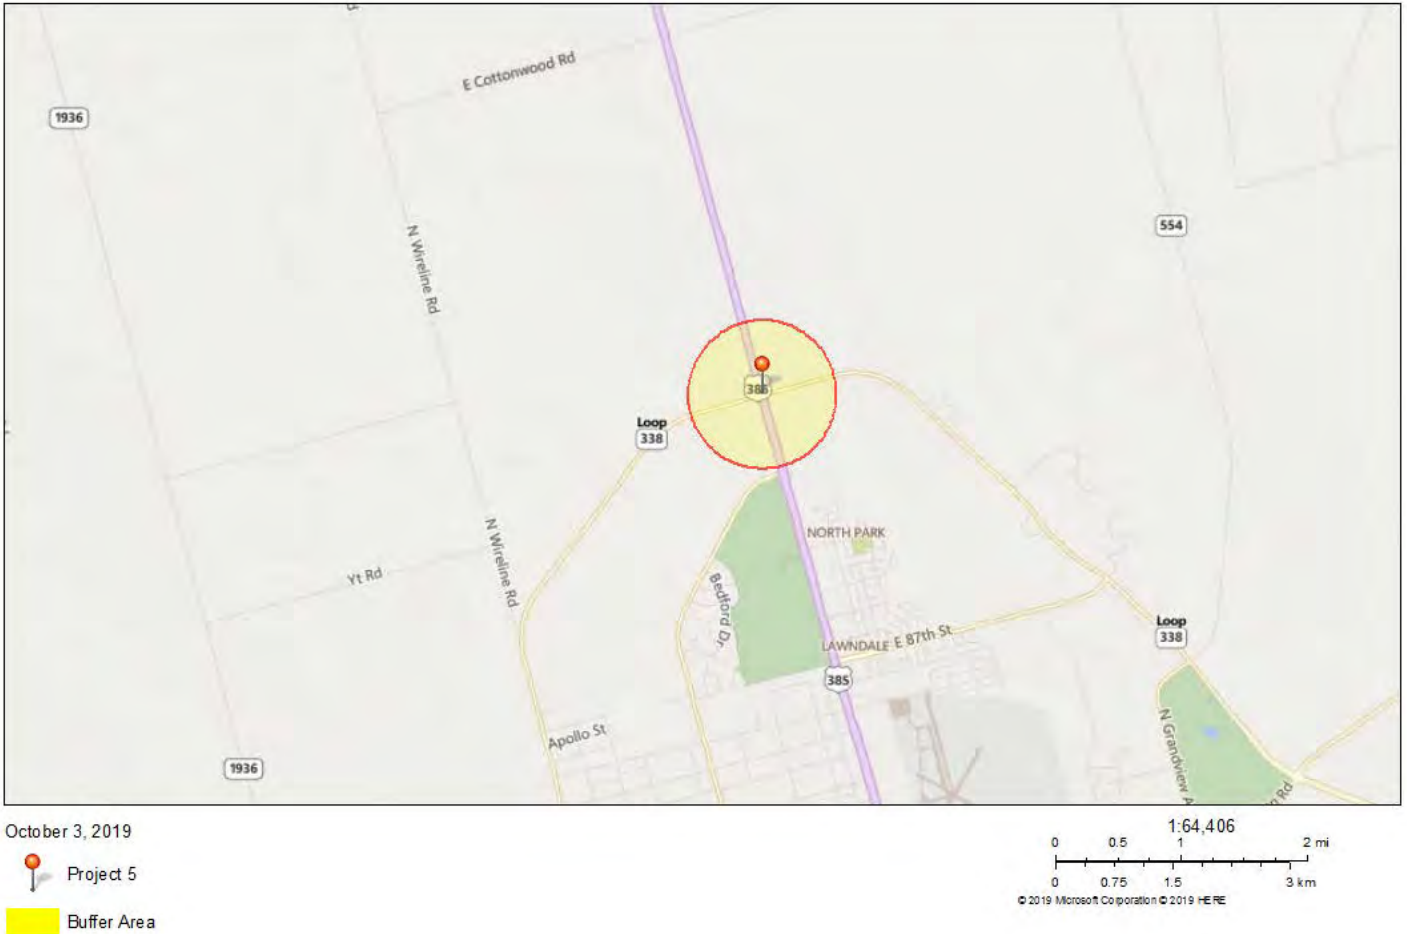 E Cottonwood Rd
1936
554
N Wireline Rd
385
Loop
338
NORTH PARK
N Wireline Rd
Yt Rd
Bedford Dr
Loop
338
LAWNDALE E 87th St
385
N Grandview A
Apollo St
1936
Rd
October 3, 2019
1:64,406
0 0.5 1 2 mi
0 0.75 1.5 3 km
Project 5
© 2019 Microsoft Corporation © 2019 HERE
Buffer Area